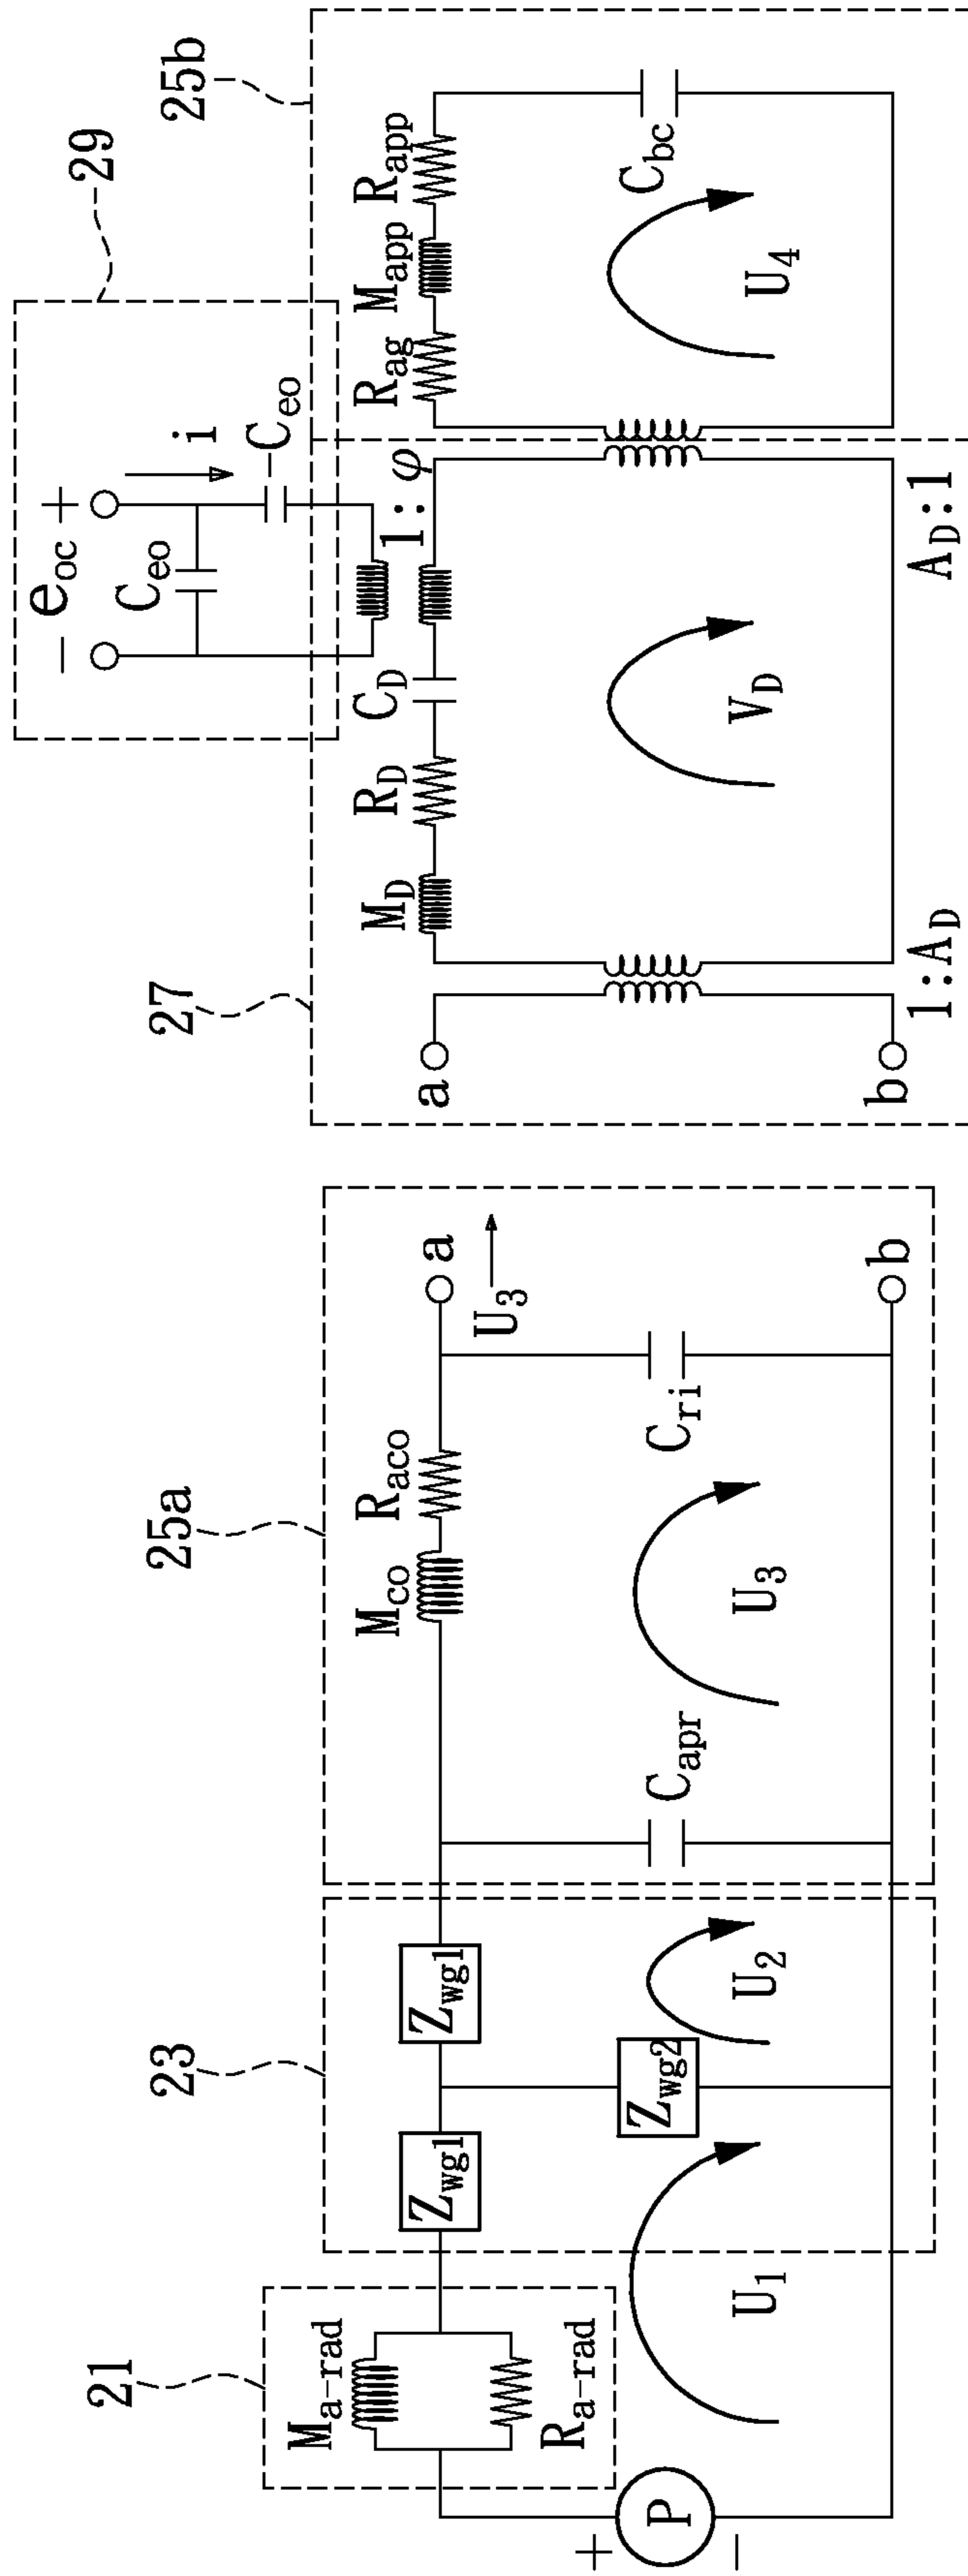 21
23
25a
M_a-rad
R_a-rad
Z_wg1
Z_wg1
Z_wg2
M_co
R_aco
U_3
a
+
P
−
U_1
U_2
C_apr
U_3
C_ri
b
27
29
25b
− e_oc +
C_eo
i
-C_eo
1:φ
M_D
R_D
C_D
R_ag
M_app
R_app
a
V_D
U_4
C_bc
b
1:A_D
A_D:1